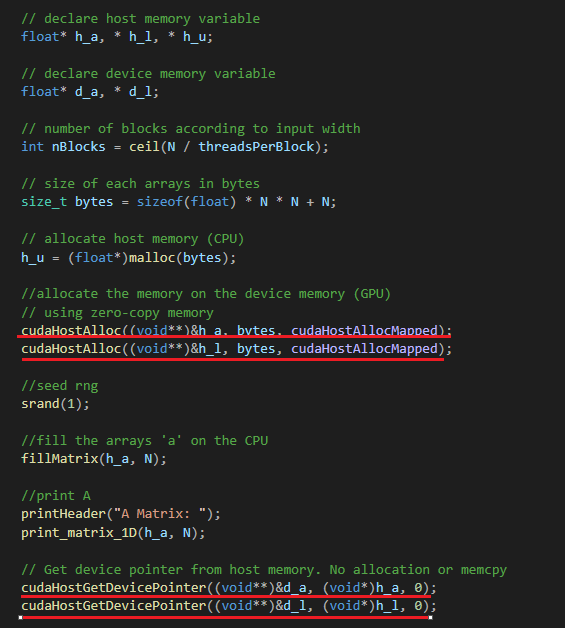 // declare host memory variable
float* h_a, * h_l, * h_u;
// declare device memory variable
float* d_a, * d_l;
// number of blocks according to input width
int nBlocks = ceil(N / threadsPerBlock);
// size of each arrays in bytes
size_t bytes = sizeof(float) * N * N + N;
// allocate host memory (CPU)
h_u = (float*)malloc(bytes);
//allocate the memory on the device memory (GPU)
// using zero-copy memory
cudaHostAlloc((void**)&h_a, bytes, cudaHostAllocMapped);
cudaHostAlloc((void**)&h_l, bytes, cudaHostAllocMapped);
//seed rng
srand(1);
//fill the arrays 'a' on the CPU
fillMatrix(h_a, N);
//print A
printHeader("A Matrix: ");
print_matrix_1D(h_a, N);
// Get device pointer from host memory. No allocation or memcpy
cudaHostGetDevicePointer((void**)&d_a, (void*)h_a, 0);
cudaHostGetDevicePointer((void**)&d_l, (void*)h_l, 0);